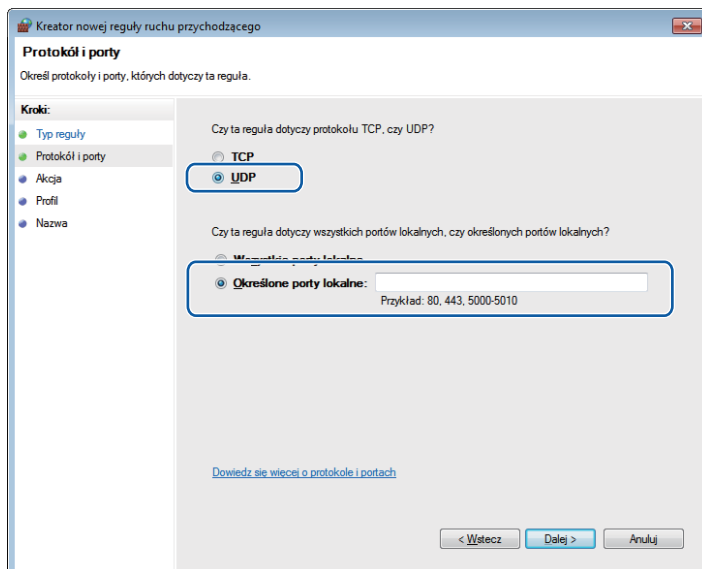 Kreator nowej reguły ruchu przychodzącego
Protokół i porty
Określ protokoły i porty, których dotyczy ta reguła.
Kroki:
Typ reguły
Protokół i porty
Akcja
Profil
Nazwa
Czy ta reguła dotyczy protokołu TCP, czy UDP?
TCP
UDP
Czy ta reguła dotyczy wszystkich portów lokalnych, czy określonych portów lokalnych?
Wszystkie porty lokalne
Określone porty lokalne:
Przykład: 80, 443, 5000-5010
Dowiedz się więcej o protokole i portach
< Wstecz
Dalej >
Anuluj